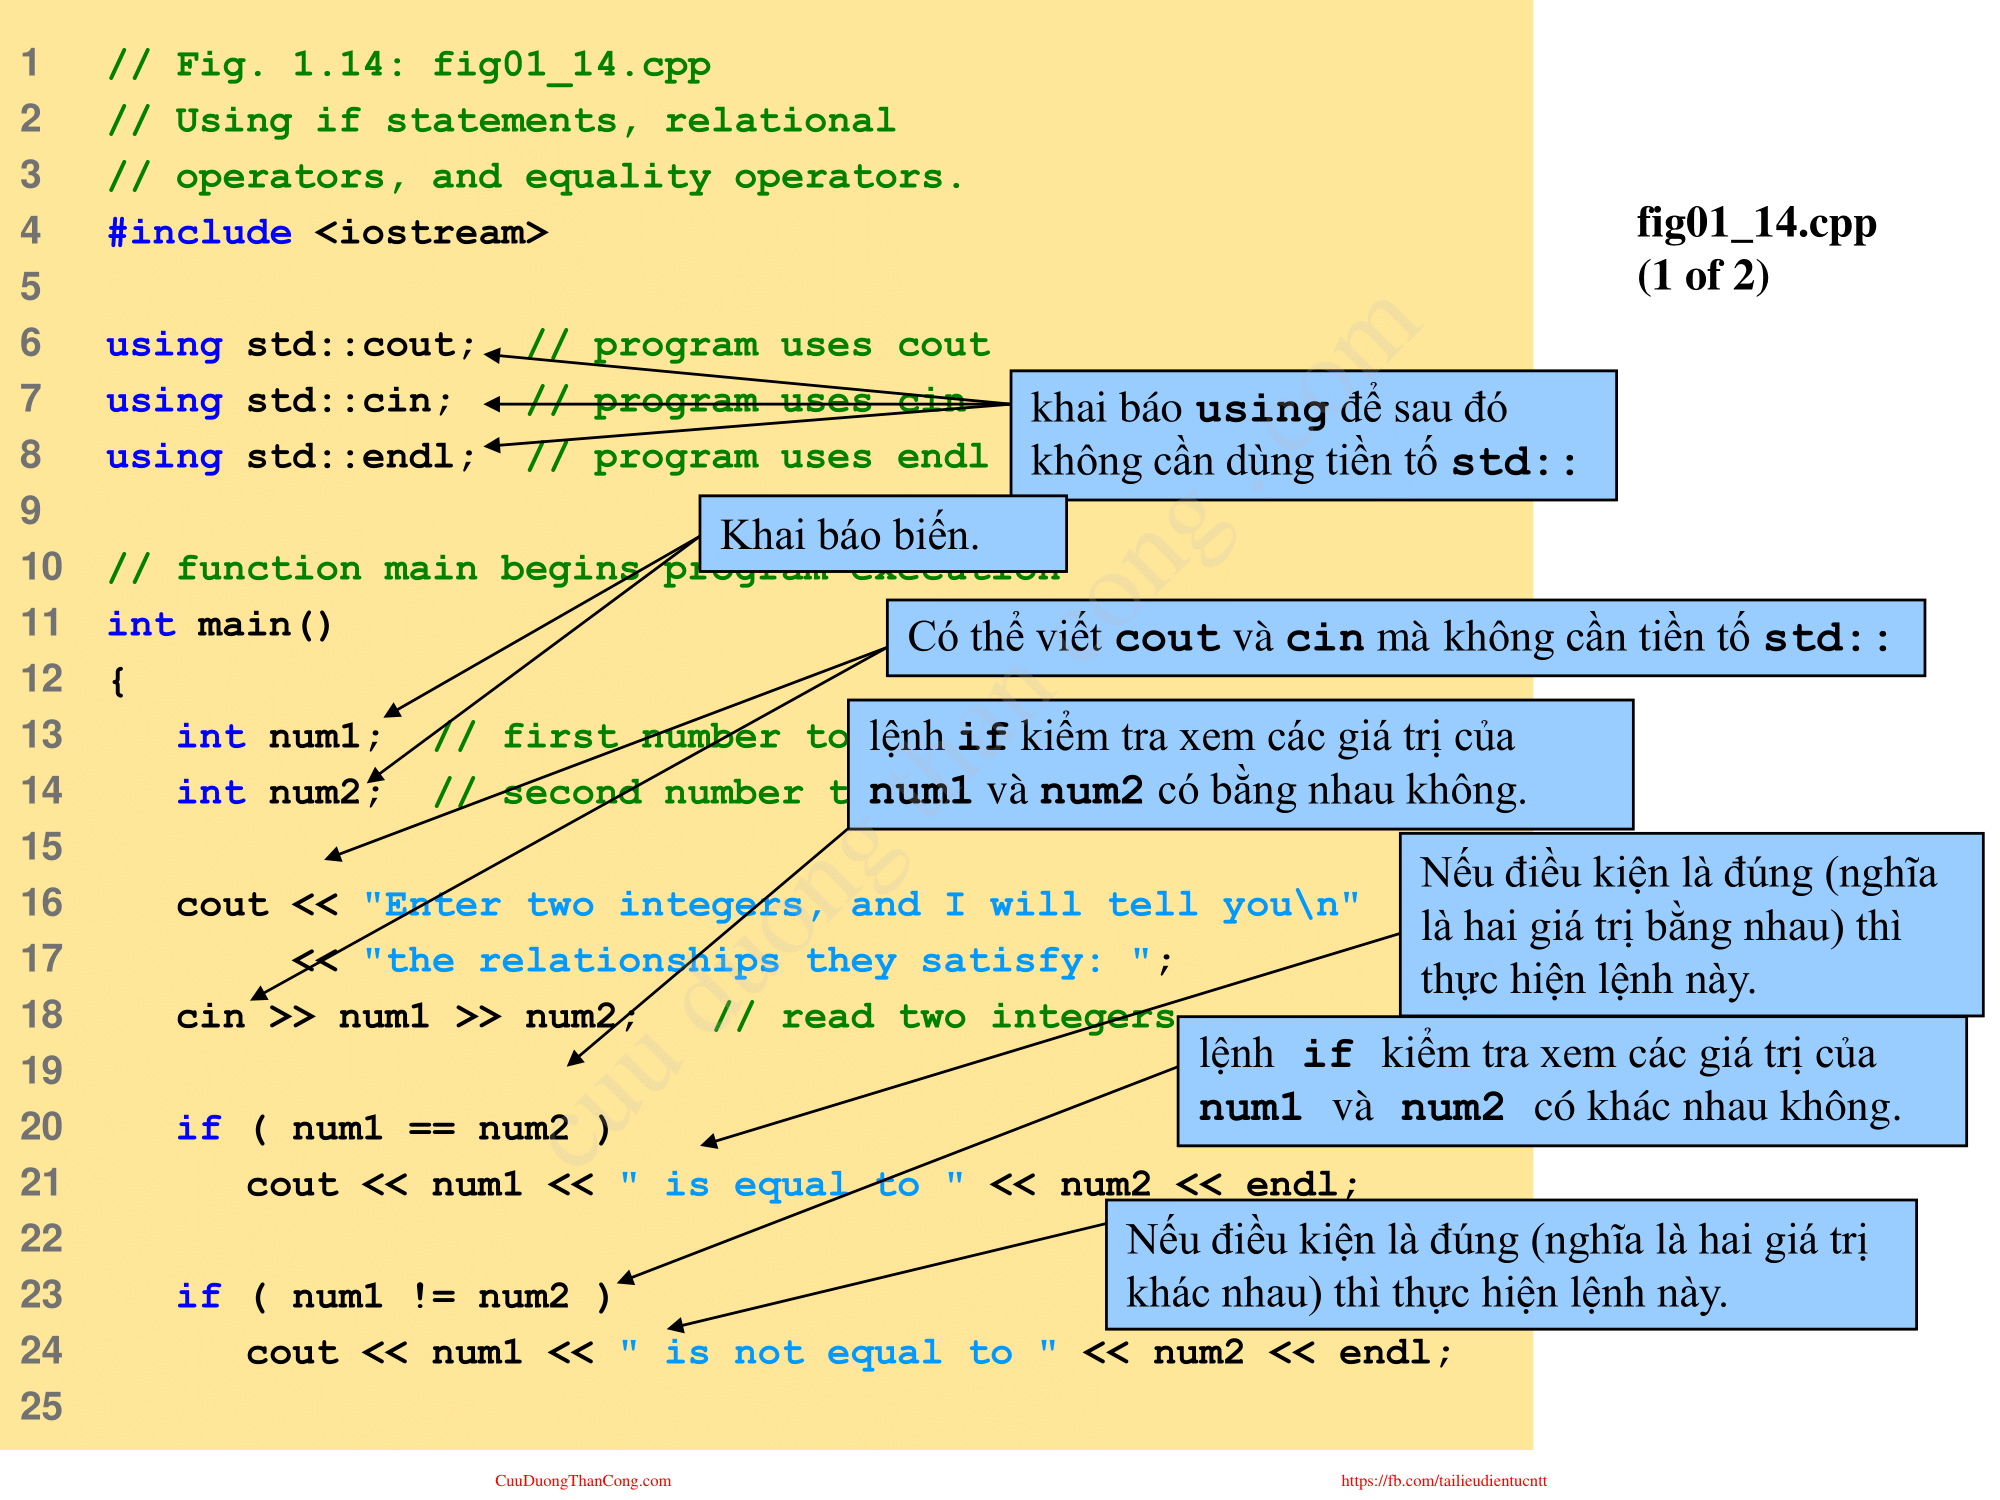 1 // Fig. 1.14: fig01_14.cpp
2 // Using if statements, relational
3 // operators, and equality operators.
4 #include <iostream>
5
6 using std::cout; // program uses cout
7 using std::cin; // program uses cin
8 using std::endl; // program uses endl
9
10 // function main begins program execution
11 int main()
12 {
13 int num1; // first number to
14 int num2; // second number t
15
16 cout << "Enter two integers, and I will tell you\n"
17 << "the relationships they satisfy: ";
18 cin >> num1 >> num2; // read two integers
19
20 if ( num1 == num2 )
21 cout << num1 << " is equal to " << num2 << endl;
22
23 if ( num1 != num2 )
24 cout << num1 << " is not equal to " << num2 << endl;
25
fig01_14.cpp
(1 of 2)
khai báo using để sau đó
không cần dùng tiền tố std::
Khai báo biến.
Có thể viết cout và cin mà không cần tiền tố std::
lệnh if kiểm tra xem các giá trị của
num1 và num2 có bằng nhau không.
Nếu điều kiện là đúng (nghĩa
là hai giá trị bằng nhau) thì
thực hiện lệnh này.
lệnh if kiểm tra xem các giá trị của
num1 và num2 có khác nhau không.
Nếu điều kiện là đúng (nghĩa là hai giá trị
khác nhau) thì thực hiện lệnh này.
cuu duong than cong . com
CuuDuongThanCong.com
https://fb.com/tailieudientucntt